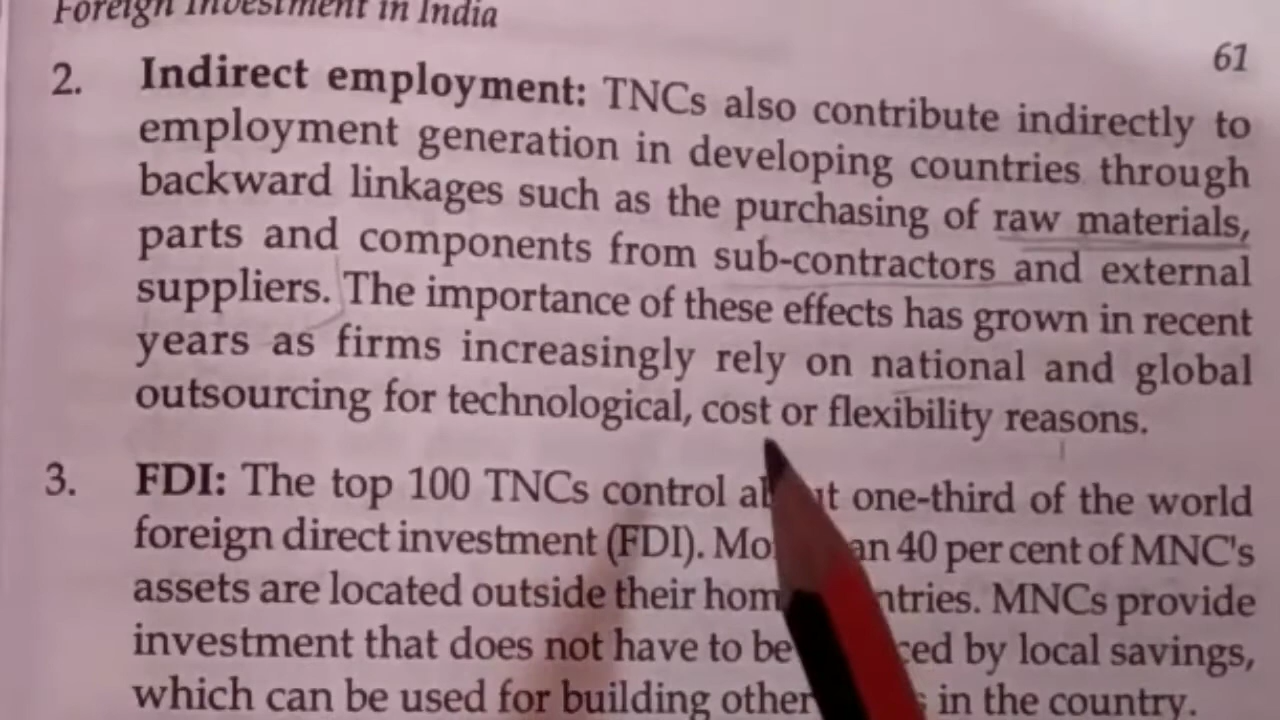 Foreign Investment in India
61
2. Indirect employment: TNCs also contribute indirectly to
employment generation in developing countries through
backward linkages such as the purchasing of raw materials,
parts and components from sub-contractors and external
suppliers. The importance of these effects has grown in recent
years as firms increasingly rely on national and global
outsourcing for technological, cost or flexibility reasons.
3. FDI: The top 100 TNCs control one-third of the world
foreign direct investment (FDI). 40 per cent of MNC's
assets are located outside their MNCs provide
investment that does not have to be by local savings,
which can be used for building other in the country.